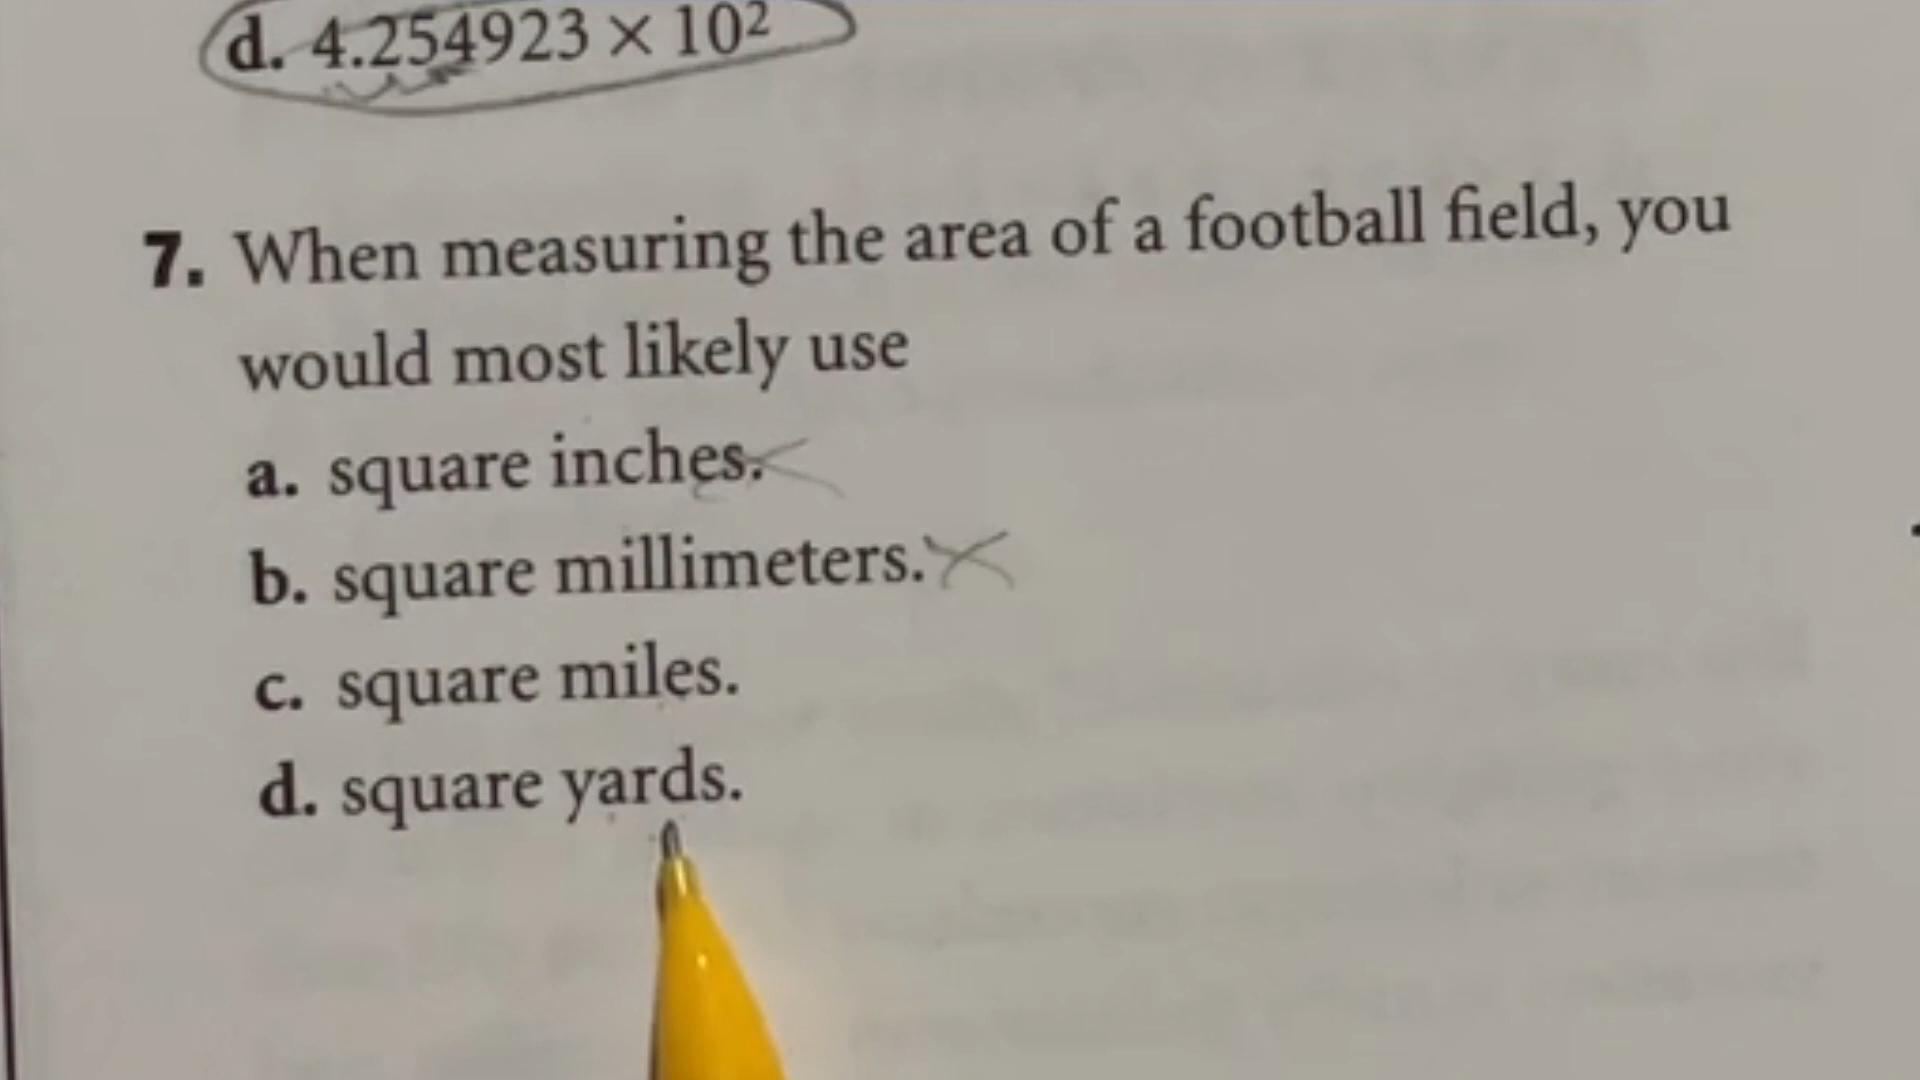 d. 4.254923 × 10²
7. When measuring the area of a football field, you
would most likely use
a. square inches.
b. square millimeters.
c. square miles.
d. square yards.